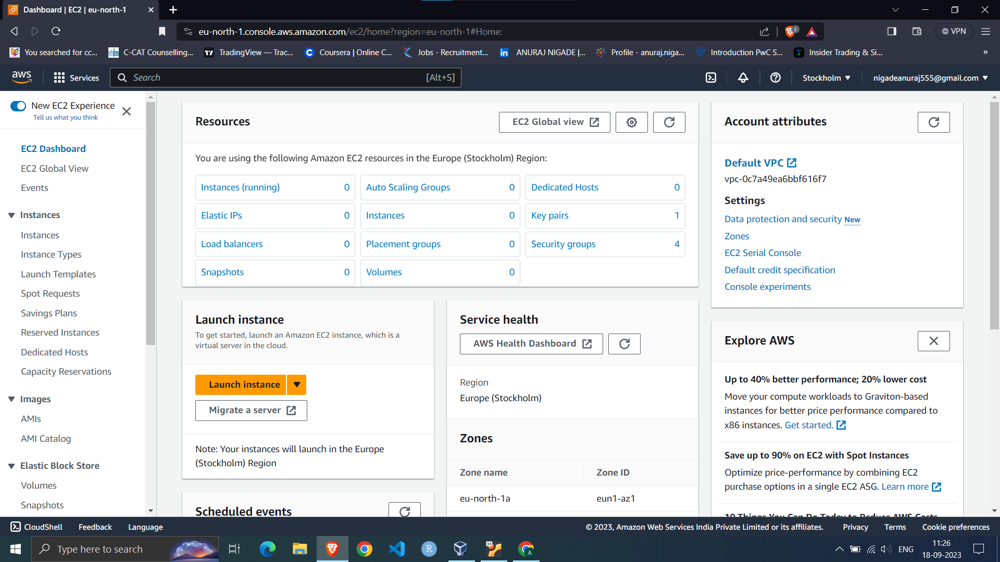 Dashboard | EC2 | eu-north-1
eu-north-1.console.aws.amazon.com/ec2/home?region=eu-north-1#Home:
2
VPN
You searched for cc...
C-CAT Counselling...
TradingView — Trac...
Coursera | Online C...
Jobs - Recruitment...
ANURAJ NIGADE |...
Profile - anuraj.niga...
Introduction PwC S...
Insider Trading & Si...
»
aws
Services
Search
[Alt+S]
Stockholm
nigadeanuraj555@gmail.com
New EC2 Experience
Tell us what you think
EC2 Dashboard
EC2 Global View
Events
Instances
Instances
Instance Types
Launch Templates
Spot Requests
Savings Plans
Reserved Instances
Dedicated Hosts
Capacity Reservations
Images
AMIs
AMI Catalog
Elastic Block Store
Volumes
Snapshots
Resources
EC2 Global view
You are using the following Amazon EC2 resources in the Europe (Stockholm) Region:
Instances (running) 0
Auto Scaling Groups 0
Dedicated Hosts 0
Elastic IPs 0
Instances 0
Key pairs 1
Load balancers 0
Placement groups 0
Security groups 4
Snapshots 0
Volumes 0
Launch instance
To get started, launch an Amazon EC2 instance, which is a
virtual server in the cloud.
Launch instance
Migrate a server
Note: Your instances will launch in the Europe
(Stockholm) Region
Scheduled events
Service health
AWS Health Dashboard
Region
Europe (Stockholm)
Zones
Zone name
Zone ID
eu-north-1a
eun1-az1
Account attributes
Default VPC
vpc-0c7a49ea6bbf616f7
Settings
Data protection and security New
Zones
EC2 Serial Console
Default credit specification
Console experiments
Explore AWS
Up to 40% better performance; 20% lower cost
Move your compute workloads to Graviton-based
instances for better price performance compared to
x86 instances. Get started.
Save up to 90% on EC2 with Spot Instances
Optimize price-performance by combining EC2
purchase options in a single EC2 ASG. Learn more
10 Things You Can Do Today to Reduce AWS Costs
CloudShell
Feedback
Language
© 2023, Amazon Web Services India Private Limited or its affiliates.
Privacy
Terms
Cookie preferences
Type here to search
R
64
A
ENG
11:26
18-09-2023